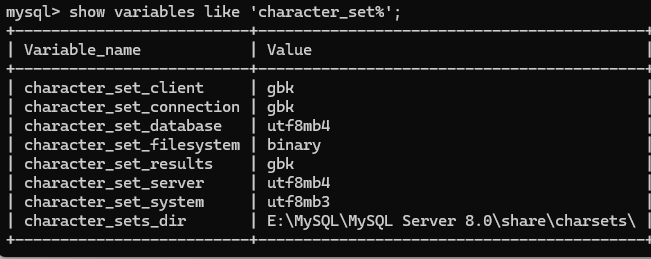 mysql> show variables like 'character_set%';
+--------------------------+---------------------------------------+
| Variable_name            | Value                                 |
+--------------------------+---------------------------------------+
| character_set_client     | gbk                                   |
| character_set_connection | gbk                                   |
| character_set_database   | utf8mb4                               |
| character_set_filesystem | binary                                |
| character_set_results    | gbk                                   |
| character_set_server     | utf8mb4                               |
| character_set_system     | utf8mb3                               |
| character_sets_dir       | E:\MySQL\MySQL Server 8.0\share\charsets\ |
+--------------------------+---------------------------------------+